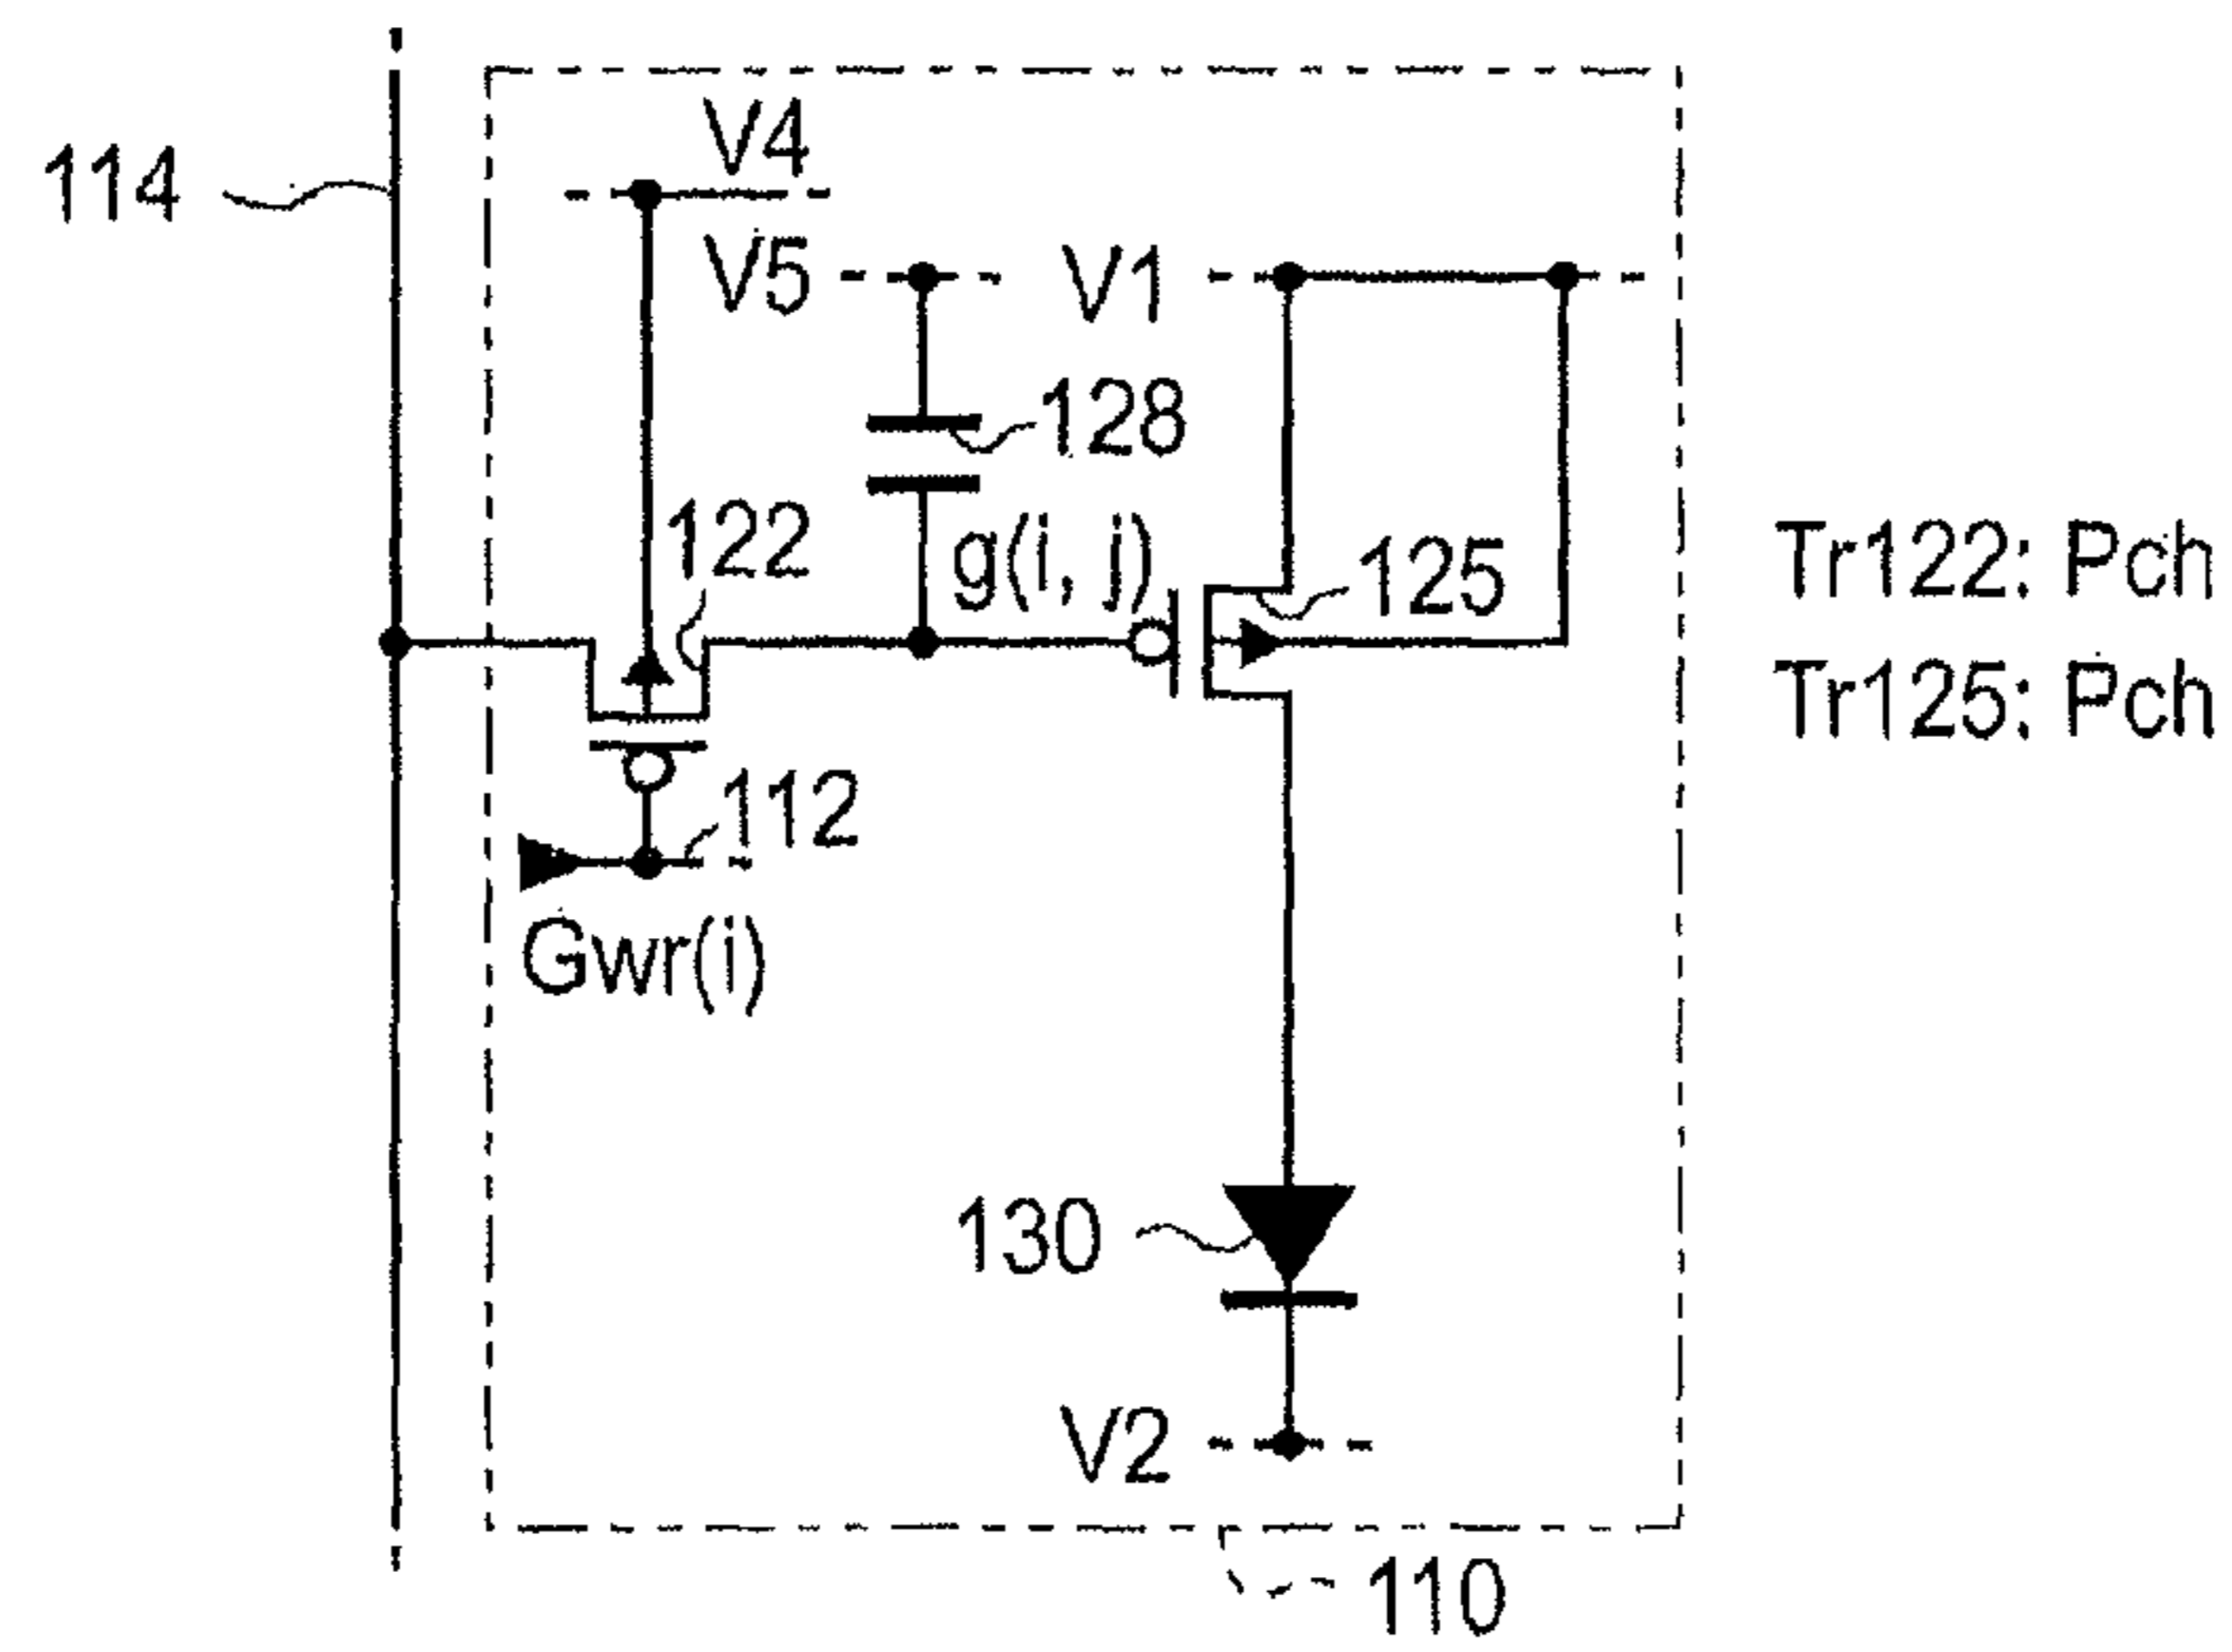 114
V4
V5
V1
128
122
g(i, j)
125
Tr122: Pch
Tr125: Pch
112
Gwr(i)
130
V2
110